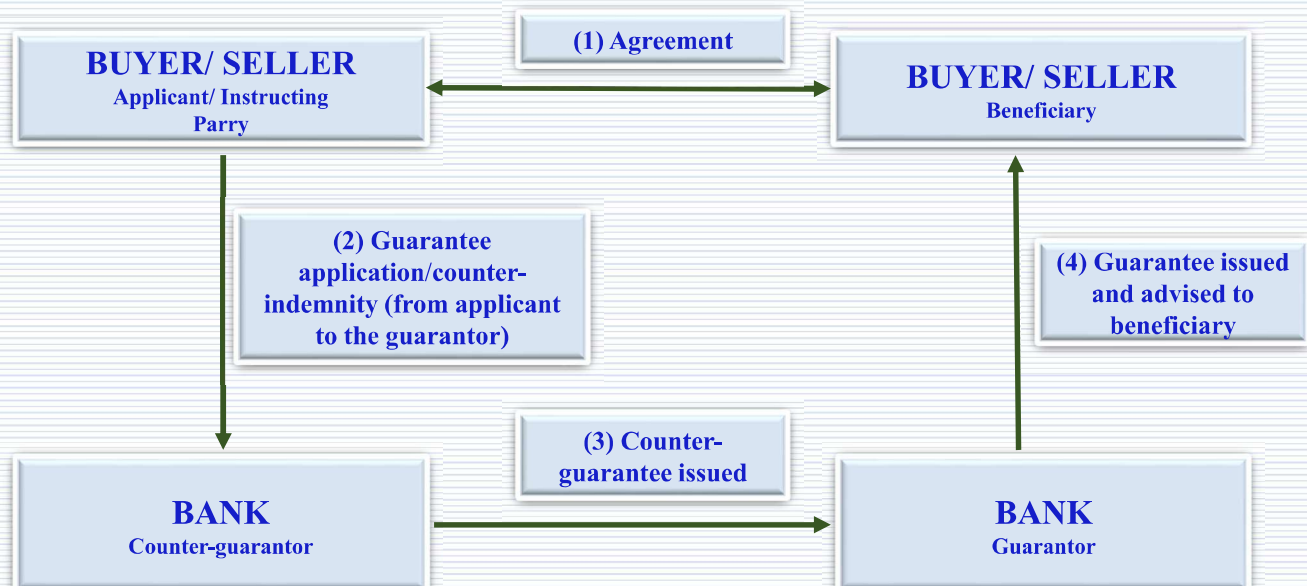 (1) Agreement
BUYER/ SELLER
Applicant/ Instructing
Parry
BUYER/ SELLER
Beneficiary
(2) Guarantee
application/counter-
indemnity (from applicant
to the guarantor)
(4) Guarantee issued
and advised to
beneficiary
(3) Counter-
guarantee issued
BANK
Counter-guarantor
BANK
Guarantor